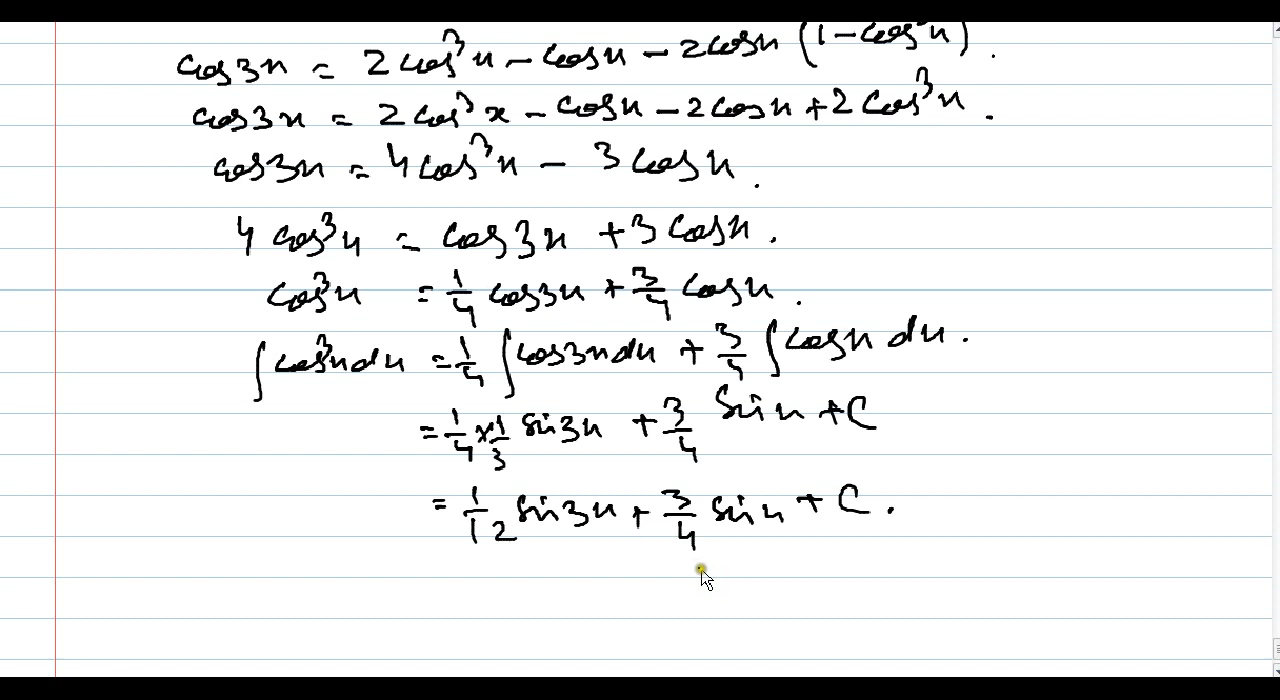 cos3x = 2cos³x - cosx - 2cosx (1 - cos²x).
cos3x = 2cos³x - cosx - 2cosx + 2cos³x.
cos3x = 4cos³x - 3cosx.
4cos³x = cos3x + 3cosx.
cos³x = 1/4 cos3x + 3/4 cosx.
∫cos³xdx = 1/4 ∫cos3xdx + 3/4 ∫cosx dx.
= 1/4 × 1/3 sin3x + 3/4 sinx + C
= 1/12 sin3x + 3/4 sinx + C.